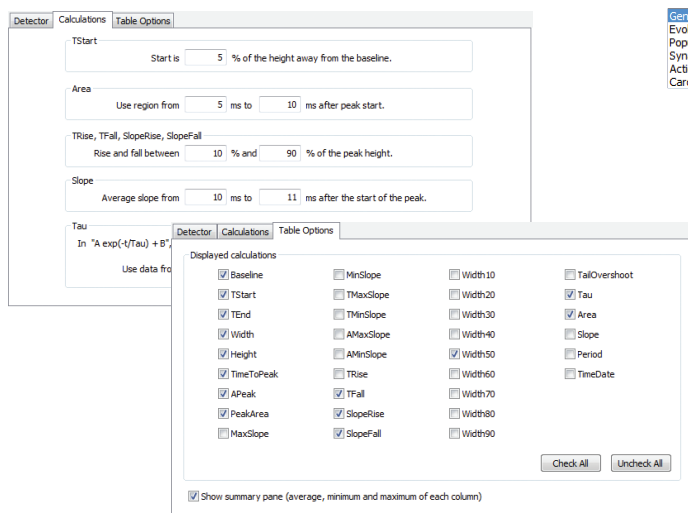 Detector Calculations Table Options
TStart
Start is 5 % of the height away from the baseline.
Area
Use region from 5 ms to 10 ms after peak start.
TRise, TFall, SlopeRise, SlopeFall
Rise and fall between 10 % and 90 % of the peak height.
Slope
Average slope from 10 ms to 11 ms after the start of the peak.
Tau
In "A exp(-t/Tau) + B",
Use data fro
Detector Calculations Table Options
Displayed calculations
Baseline MinSlope Width10 TailOvershoot
TStart TMaxSlope Width20 Tau
TEnd TMinSlope Width30 Area
Width AMaxSlope Width40 Slope
Height AMinSlope Width50 Period
TimeToPeak TRise Width60 TimeDate
APeak TFall Width70
PeakArea SlopeRise Width80
MaxSlope SlopeFall Width90
Check All Uncheck All
Show summary pane (average, minimum and maximum of each column)
Gen
Evo
Pop
Syn
Acti
Card